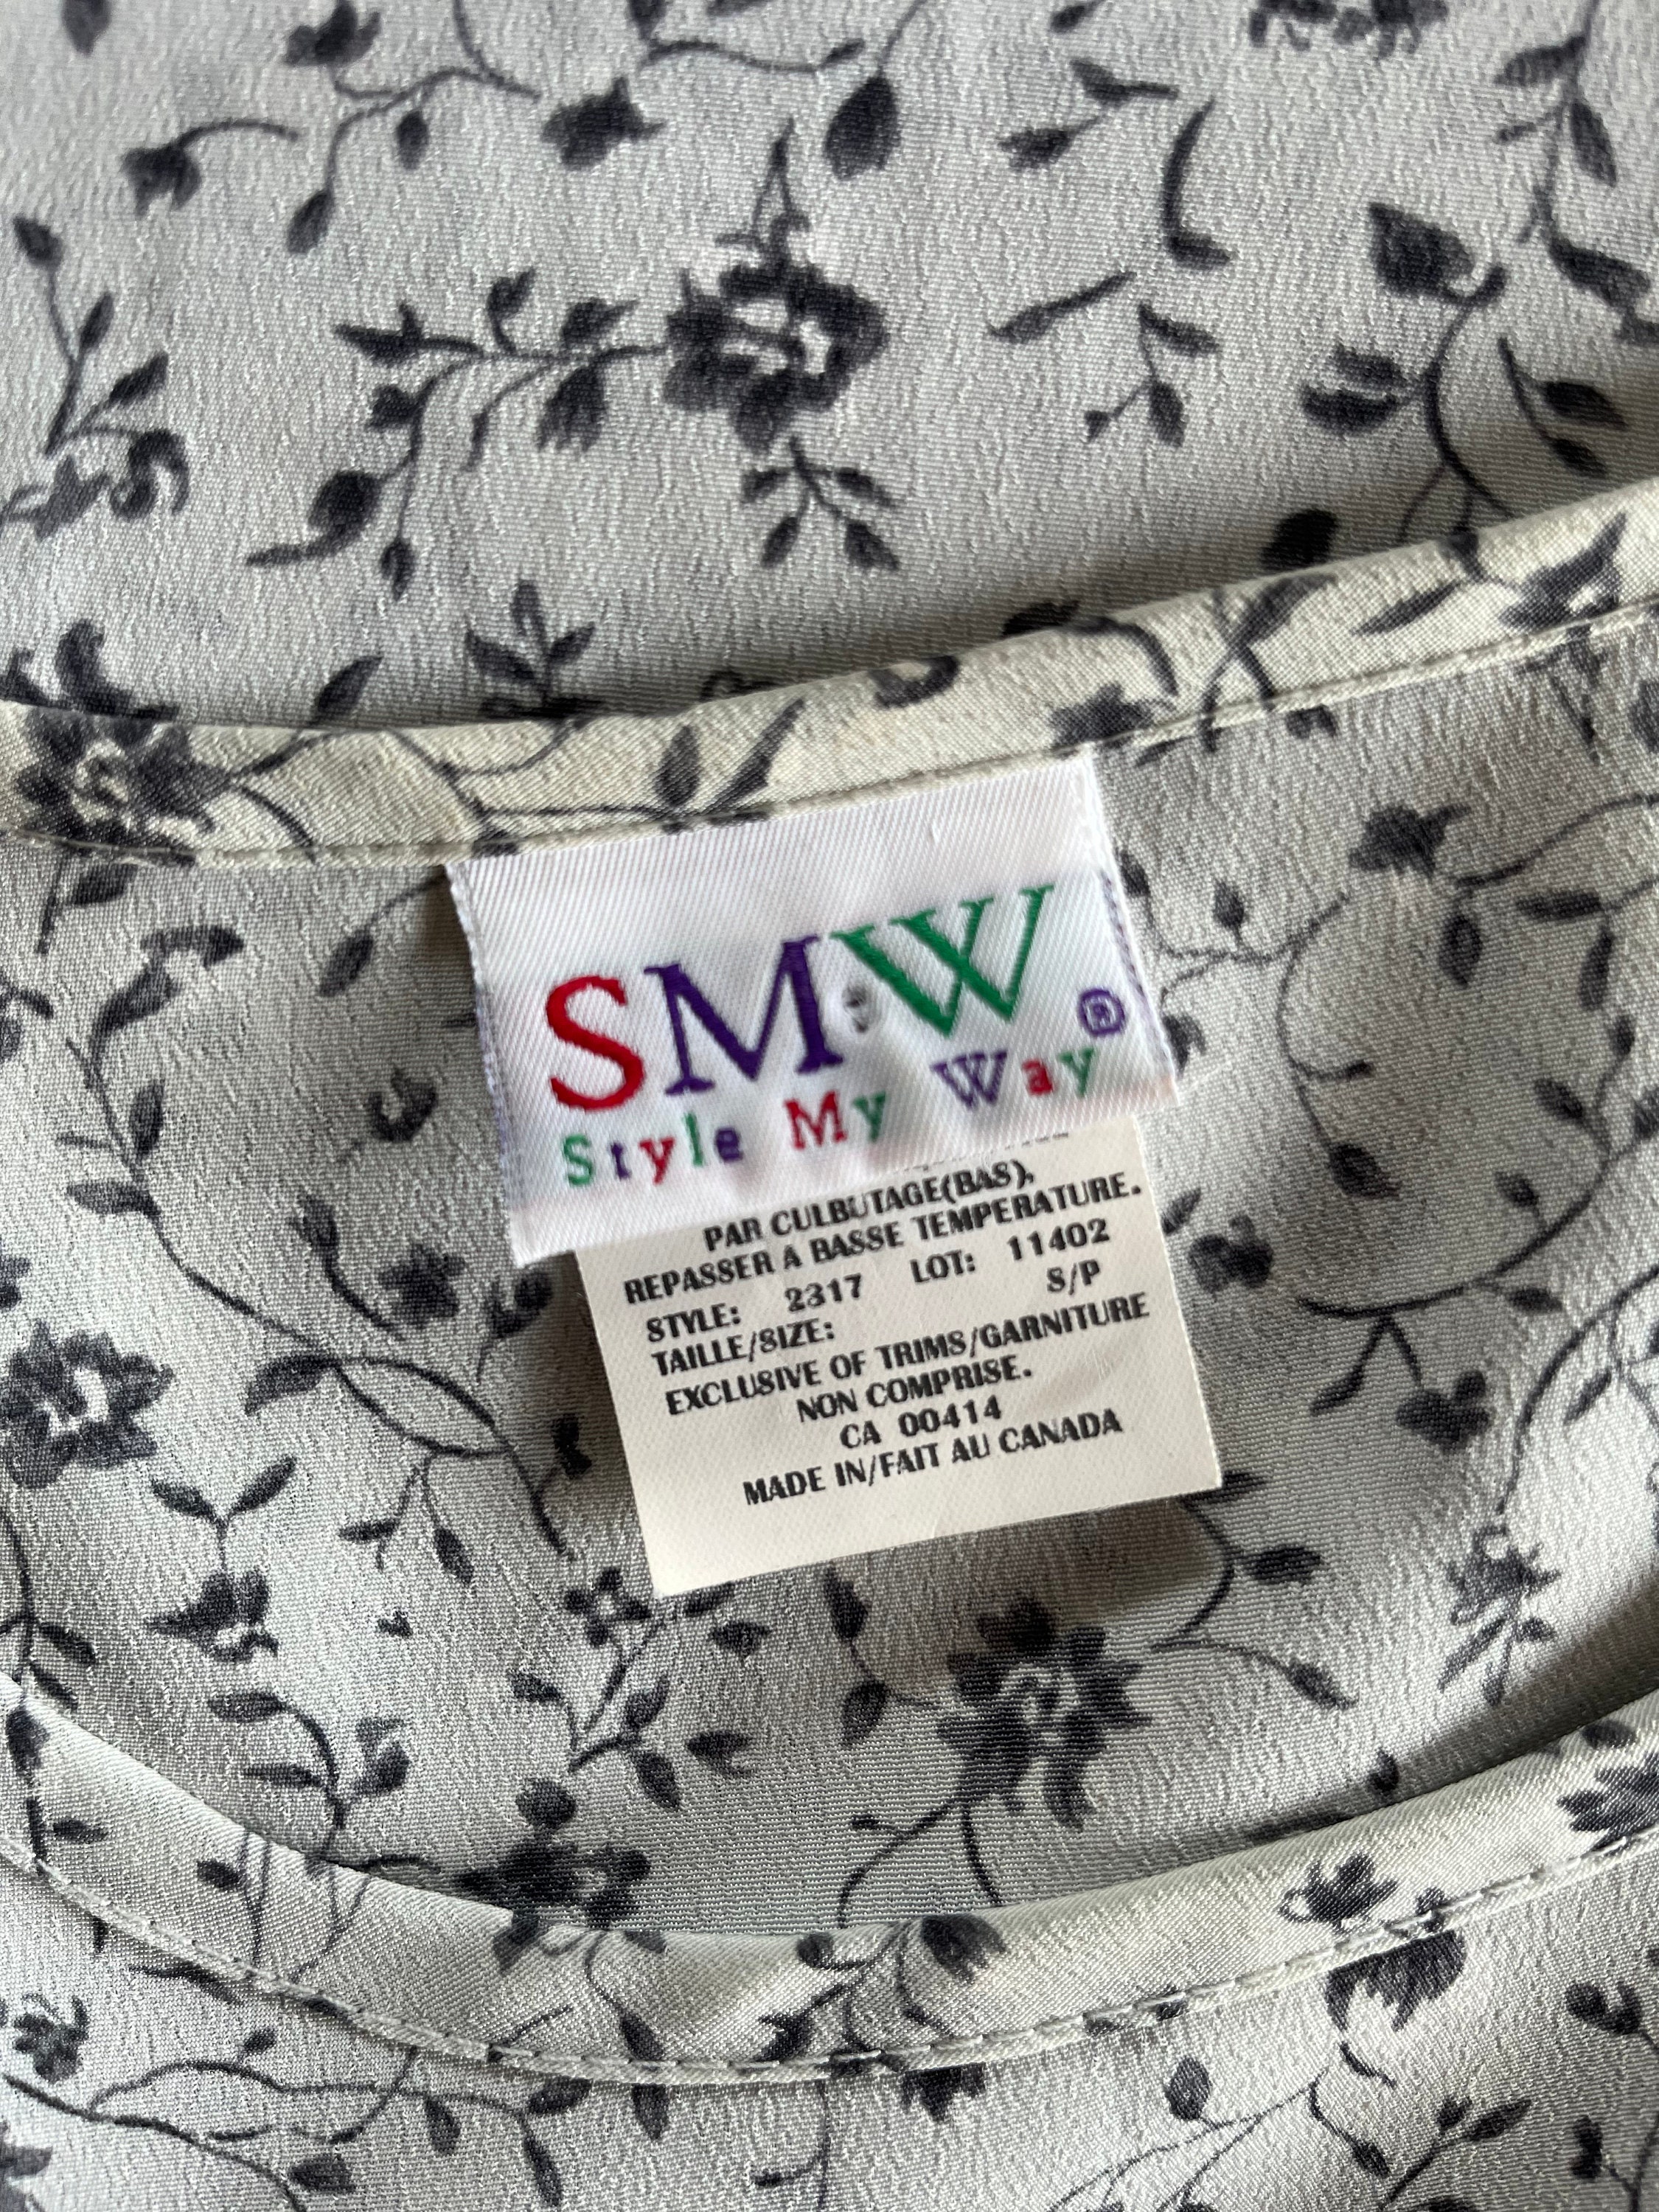 SMW ®
Style My Way
PAR CULBUTAGE(BAS),
REPASSER A BASSE TEMPERATURE.
STYLE: 2317 LOT: 11402
TAILLE/SIZE: S/P
EXCLUSIVE OF TRIMS/GARNITURE
NON COMPRISE.
CA 00414
MADE IN/FAIT AU CANADA